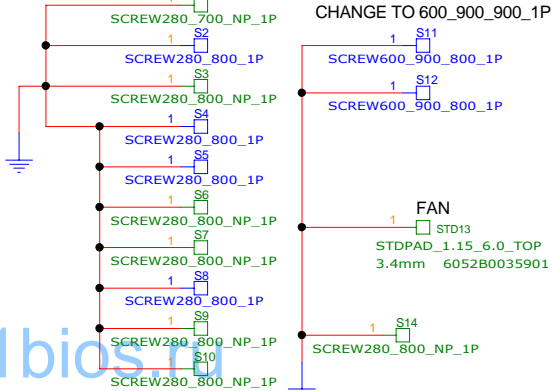 1
SCREW280_700_NP_1P
1 S2
SCREW280_800_1P
1 S3
SCREW280_800_NP_1P
1 S4
SCREW280_800_1P
1 S5
SCREW280_800_1P
1 S6
SCREW280_800_NP_1P
1 S7
SCREW280_800_NP_1P
1 S8
SCREW280_800_1P
1 S9
SCREW280_800_NP_1P
1 S10
SCREW280_800_NP_1P
CHANGE TO 600_900_900_1P
1 S11
SCREW600_900_800_1P
1 S12
SCREW600_900_800_1P
FAN
1 STD13
STDPAD_1.15_6.0_TOP
3.4mm 6052B0035901
1 S14
SCREW280_800_NP_1P
1bios.ru